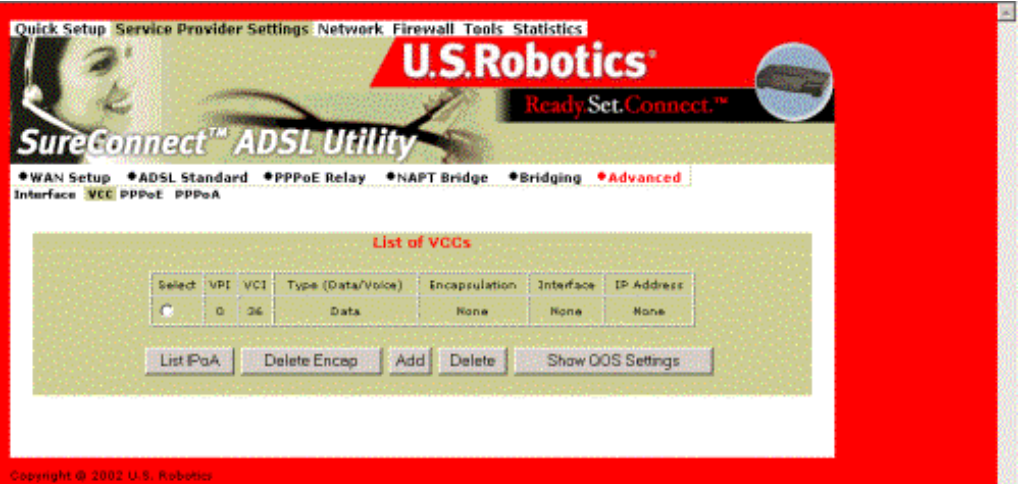 Quick Setup Service Provider Settings Network Firewall Tools Statistics
U.S.Robotics®
Ready.Set.Connect.™
SureConnect™ ADSL Utility
WAN Setup ADSL Standard PPPoE Relay NAPT Bridge Bridging Advanced
Interface VCC PPPoE PPPoA
List of VCCs
Select VPI VCI Type (Data/Voice) Encapsulation Interface IP Address
0 36 Data None None None
List IPoA Delete Encap Add Delete Show QOS Settings
Copyright © 2002 U.S. Robotics